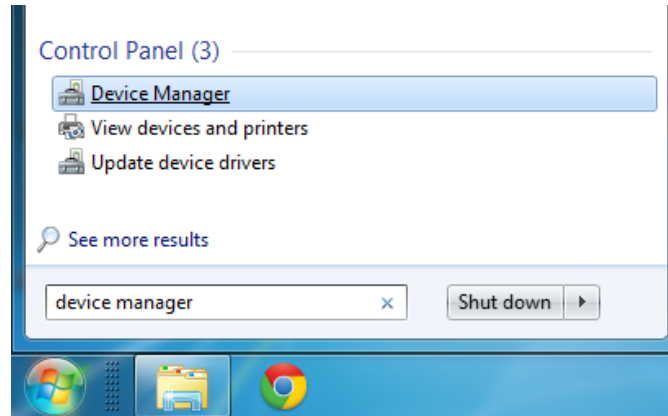 Control Panel (3)
Device Manager
View devices and printers
Update device drivers
See more results
device manager
Shut down